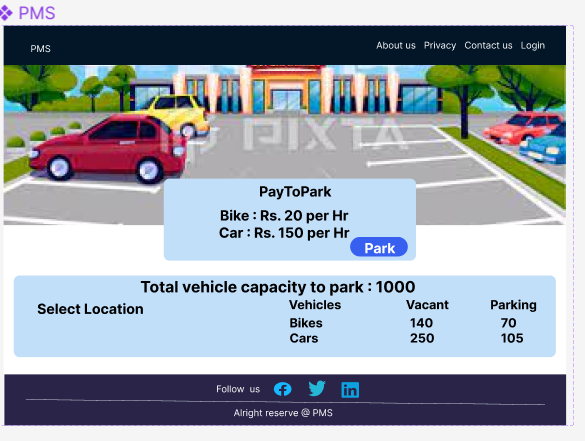 PMS
PMS About us Privacy Contact us Login
PIXTA
PayToPark
Bike : Rs. 20 per Hr
Car : Rs. 150 per Hr
Park
Total vehicle capacity to park : 1000
Select Location Vehicles Vacant Parking
Bikes 140 70
Cars 250 105
Follow us
Alright reserve @ PMS